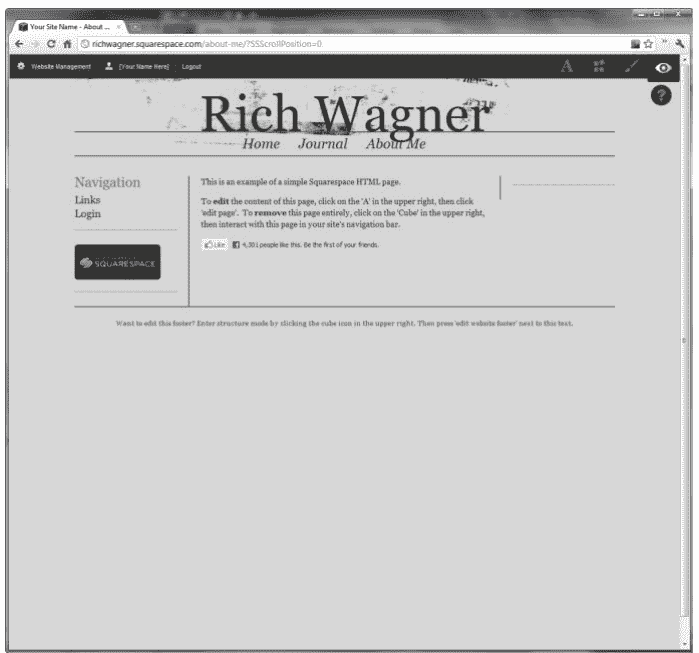 Your Site Name - About ...
richwagner.squarespace.com/about-me/?SSScrollPosition=0
Website Management [Your Name Here] Logout A
?
Rich Wagner
Home Journal About Me
Navigation
Links
Login
SQUARESPACE
This is an example of a simple Squarespace HTML page.
To edit the content of this page, click on the 'A' in the upper right, then click
'edit page'. To remove this page entirely, click on the 'Cube' in the upper right,
then interact with this page in your site's navigation bar.
Like 4,301 people like this. Be the first of your friends.
Want to edit this footer? Enter structure mode by clicking the cube icon in the upper right. Then press 'edit website footer' next to this text.